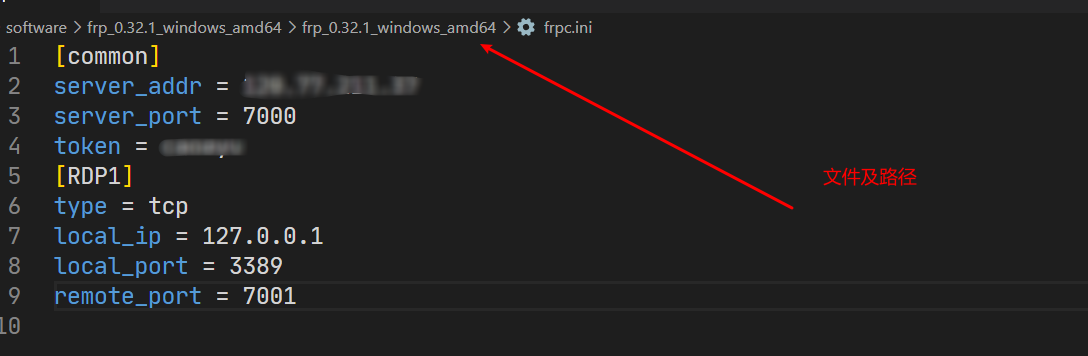 software > frp_0.32.1_windows_amd64 > frp_0.32.1_windows_amd64 > frpc.ini
1 [common]
2 server_addr =
3 server_port = 7000
4 token =
5 [RDP1]
文件及路径
6 type = tcp
7 local_ip = 127.0.0.1
8 local_port = 3389
9 remote_port = 7001
10